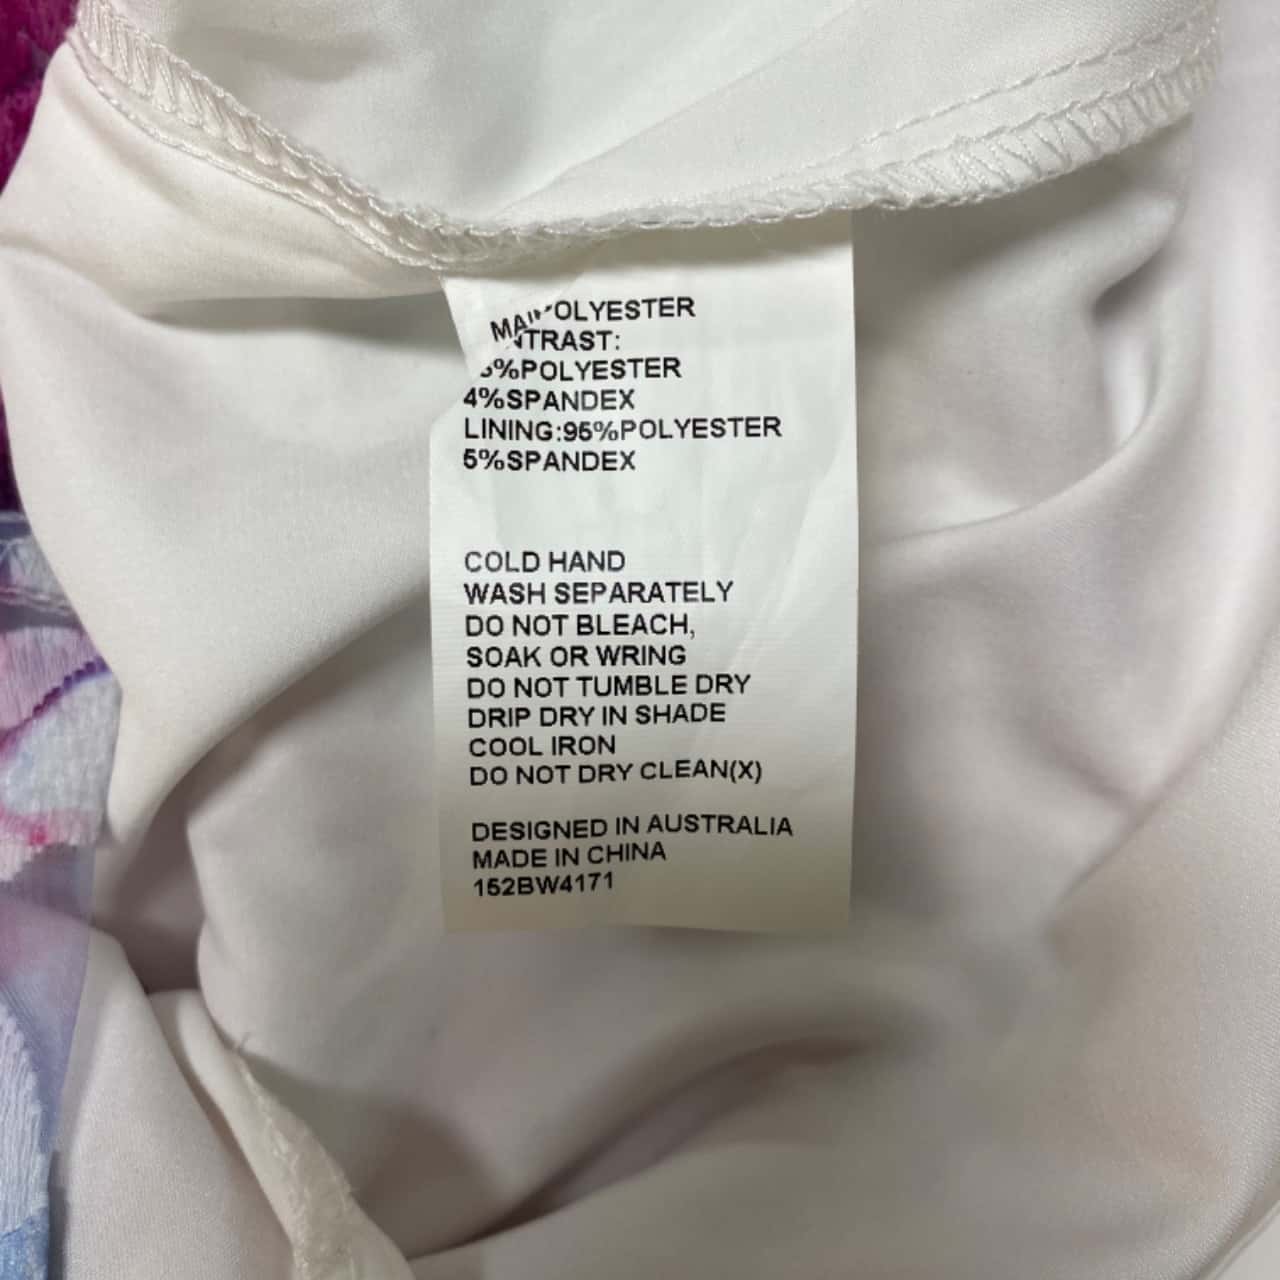 POLYESTER
%POLYESTER
4%SPANDEX
LINING:95%POLYESTER
5%SPANDEX
COLD HAND
WASH SEPARATELY
DO NOT BLEACH,
SOAK OR WRING
DO NOT TUMBLE DRY
DRIP DRY IN SHADE
COOL IRON
DO NOT DRY CLEAN(X)
DESIGNED IN AUSTRALIA
MADE IN CHINA
152BW4171